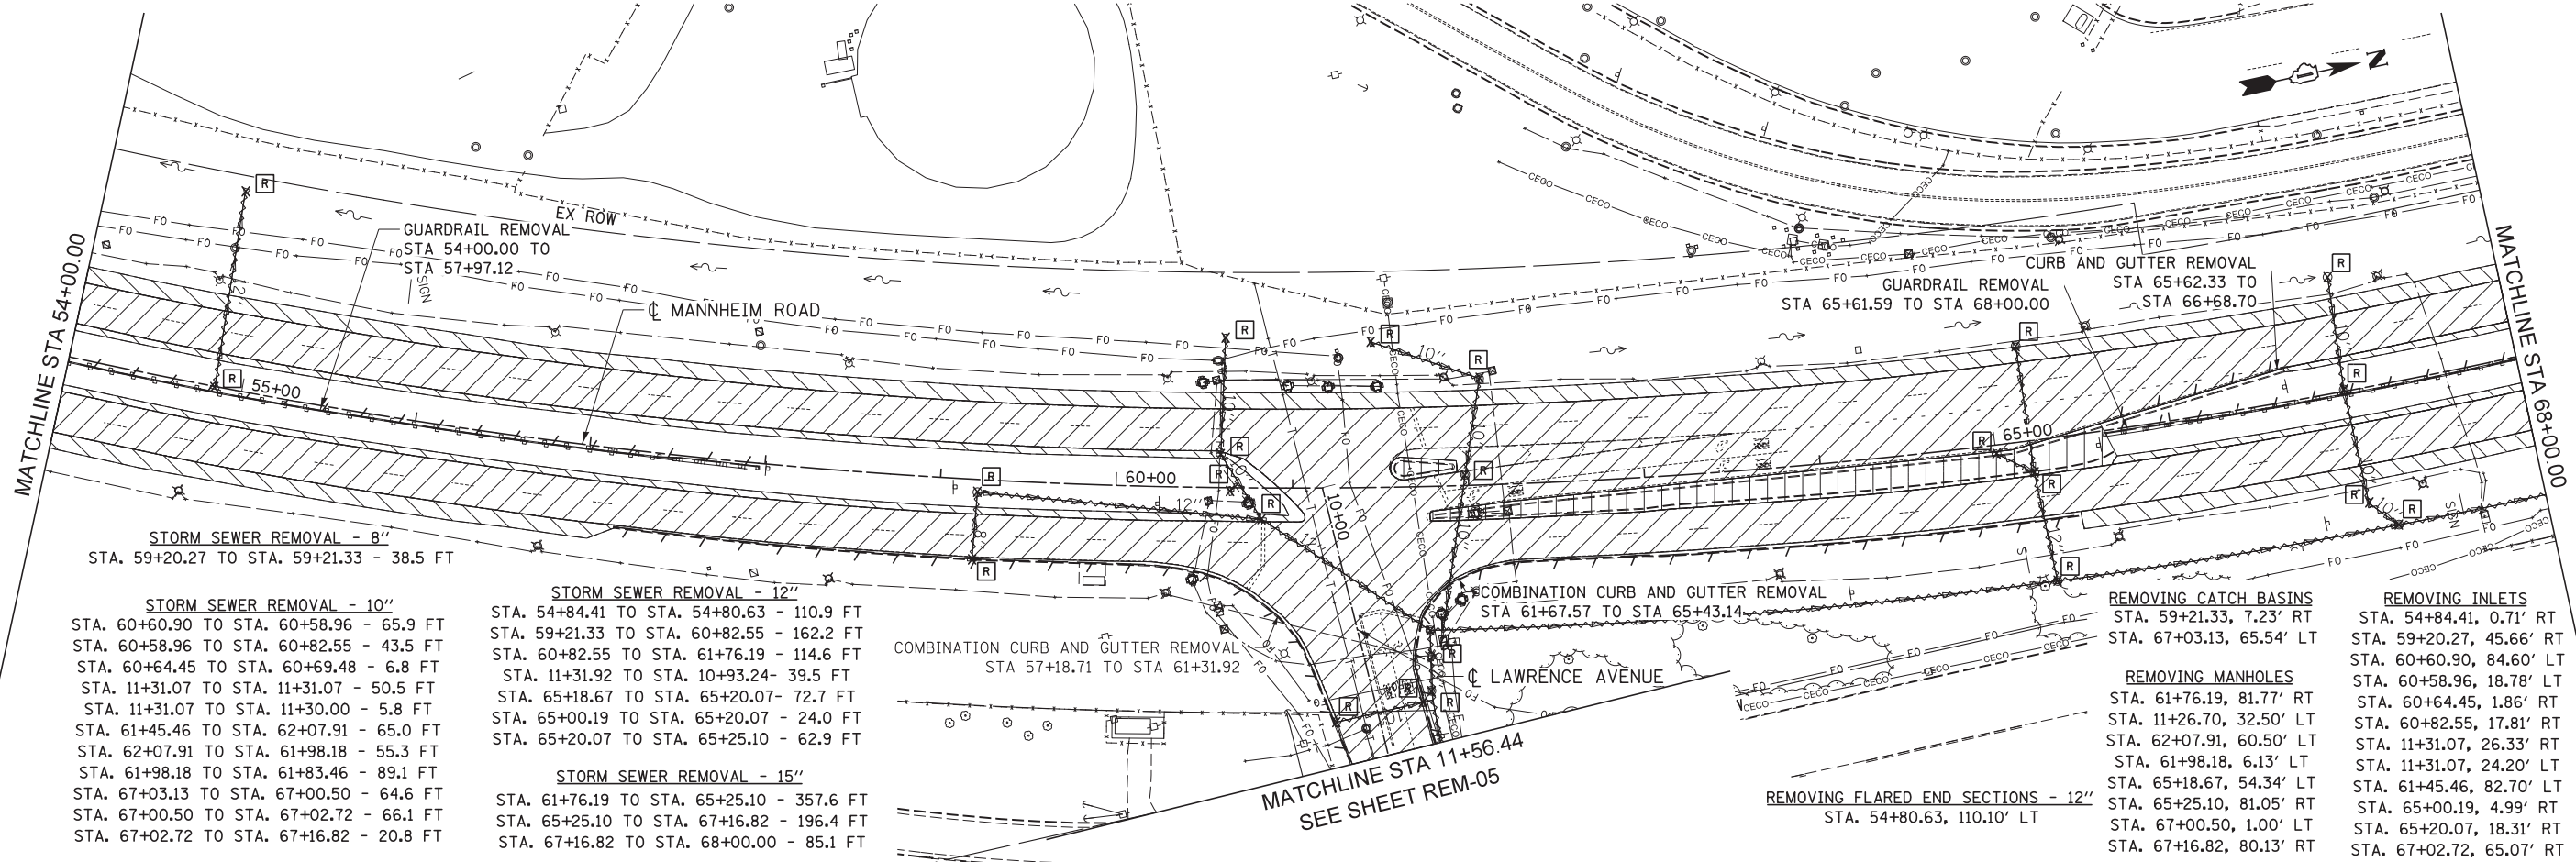 MATCHLINE STA 54+00.00
EX ROW
GUARDRAIL REMOVAL
STA 54+00.00 TO
STA 57+97.12
SIGN
℄ MANNHEIM ROAD
55+00
60+00
10+00
65+00
N
CURB AND GUTTER REMOVAL
STA 65+62.33 TO
STA 66+68.70
GUARDRAIL REMOVAL
STA 65+61.59 TO STA 68+00.00
MATCHLINE STA 68+00.00
SIGN
STORM SEWER REMOVAL - 8"
STA. 59+20.27 TO STA. 59+21.33 - 38.5 FT
STORM SEWER REMOVAL - 10"
STA. 60+60.90 TO STA. 60+58.96 - 65.9 FT
STA. 60+58.96 TO STA. 60+82.55 - 43.5 FT
STA. 60+64.45 TO STA. 60+69.48 - 6.8 FT
STA. 11+31.07 TO STA. 11+31.07 - 50.5 FT
STA. 11+31.07 TO STA. 11+30.00 - 5.8 FT
STA. 61+45.46 TO STA. 62+07.91 - 65.0 FT
STA. 62+07.91 TO STA. 61+98.18 - 55.3 FT
STA. 61+98.18 TO STA. 61+83.46 - 89.1 FT
STA. 67+03.13 TO STA. 67+00.50 - 64.6 FT
STA. 67+00.50 TO STA. 67+02.72 - 66.1 FT
STA. 67+02.72 TO STA. 67+16.82 - 20.8 FT
STORM SEWER REMOVAL - 12"
STA. 54+84.41 TO STA. 54+80.63 - 110.9 FT
STA. 59+21.33 TO STA. 60+82.55 - 162.2 FT
STA. 60+82.55 TO STA. 61+76.19 - 114.6 FT
STA. 11+31.92 TO STA. 10+93.24- 39.5 FT
STA. 65+18.67 TO STA. 65+20.07- 72.7 FT
STA. 65+00.19 TO STA. 65+20.07 - 24.0 FT
STA. 65+20.07 TO STA. 65+25.10 - 62.9 FT
STORM SEWER REMOVAL - 15"
STA. 61+76.19 TO STA. 65+25.10 - 357.6 FT
STA. 65+25.10 TO STA. 67+16.82 - 196.4 FT
STA. 67+16.82 TO STA. 68+00.00 - 85.1 FT
COMBINATION CURB AND GUTTER REMOVAL
STA 57+18.71 TO STA 61+31.92
COMBINATION CURB AND GUTTER REMOVAL
STA 61+67.57 TO STA 65+43.14
℄ LAWRENCE AVENUE
MATCHLINE STA 11+56.44
SEE SHEET REM-05
REMOVING FLARED END SECTIONS - 12"
STA. 54+80.63, 110.10' LT
REMOVING CATCH BASINS
STA. 59+21.33, 7.23' RT
STA. 67+03.13, 65.54' LT
REMOVING MANHOLES
STA. 61+76.19, 81.77' RT
STA. 11+26.70, 32.50' LT
STA. 62+07.91, 60.50' LT
STA. 61+98.18, 6.13' LT
STA. 65+18.67, 54.34' LT
STA. 65+25.10, 81.05' RT
STA. 67+00.50, 1.00' LT
STA. 67+16.82, 80.13' RT
REMOVING INLETS
STA. 54+84.41, 0.71' RT
STA. 59+20.27, 45.66' RT
STA. 60+60.90, 84.60' LT
STA. 60+58.96, 18.78' LT
STA. 60+64.45, 1.86' RT
STA. 60+82.55, 17.81' RT
STA. 11+31.07, 26.33' RT
STA. 11+31.07, 24.20' LT
STA. 61+45.46, 82.70' LT
STA. 65+00.19, 4.99' RT
STA. 65+20.07, 18.31' RT
STA. 67+02.72, 65.07' RT